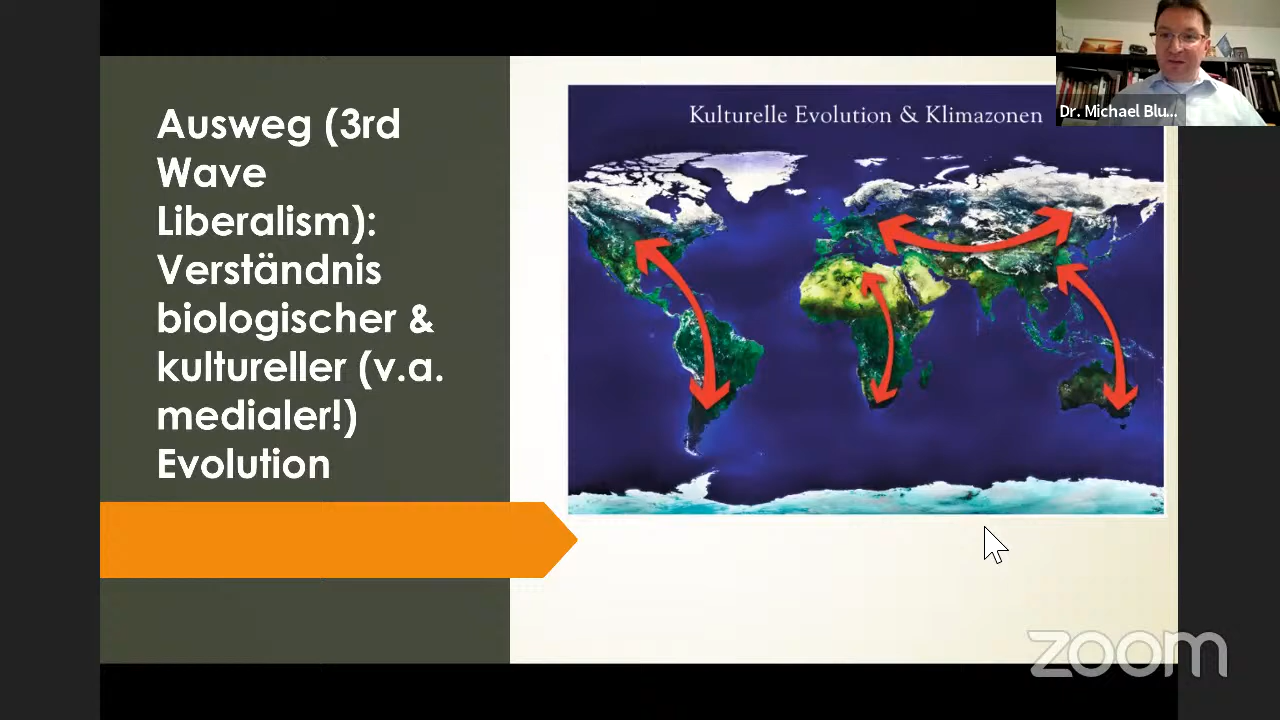 Ausweg (3rd
Wave
Liberalism):
Verständnis
biologischer &
kultureller (v.a.
medialer!)
Evolution
Kulturelle Evolution & Klimazonen
Dr. Michael Blu...
zoom